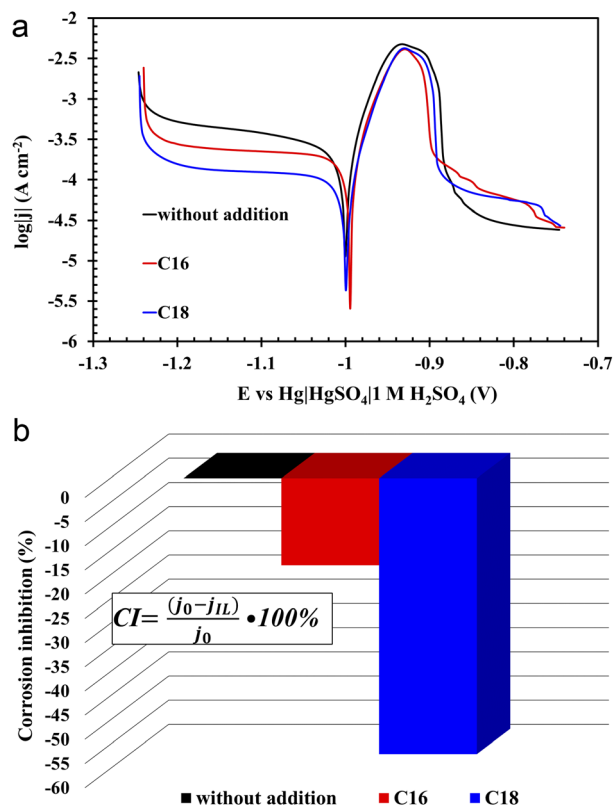 a
log|j| (A cm⁻²)
-2
-2.5
-3
-3.5
-4
-4.5
-5
-5.5
-6
without addition
C16
C18
-1.3 -1.2 -1.1 -1 -0.9 -0.8 -0.7
E vs Hg|HgSO₄|1 M H₂SO₄ (V)
b
Corrosion inhibition (%)
0
-5
-10
-15
-20
-25
-30
-35
-40
-45
-50
-55
-60
CI= (j₀−j_IL)/j₀ •100%
without addition C16 C18